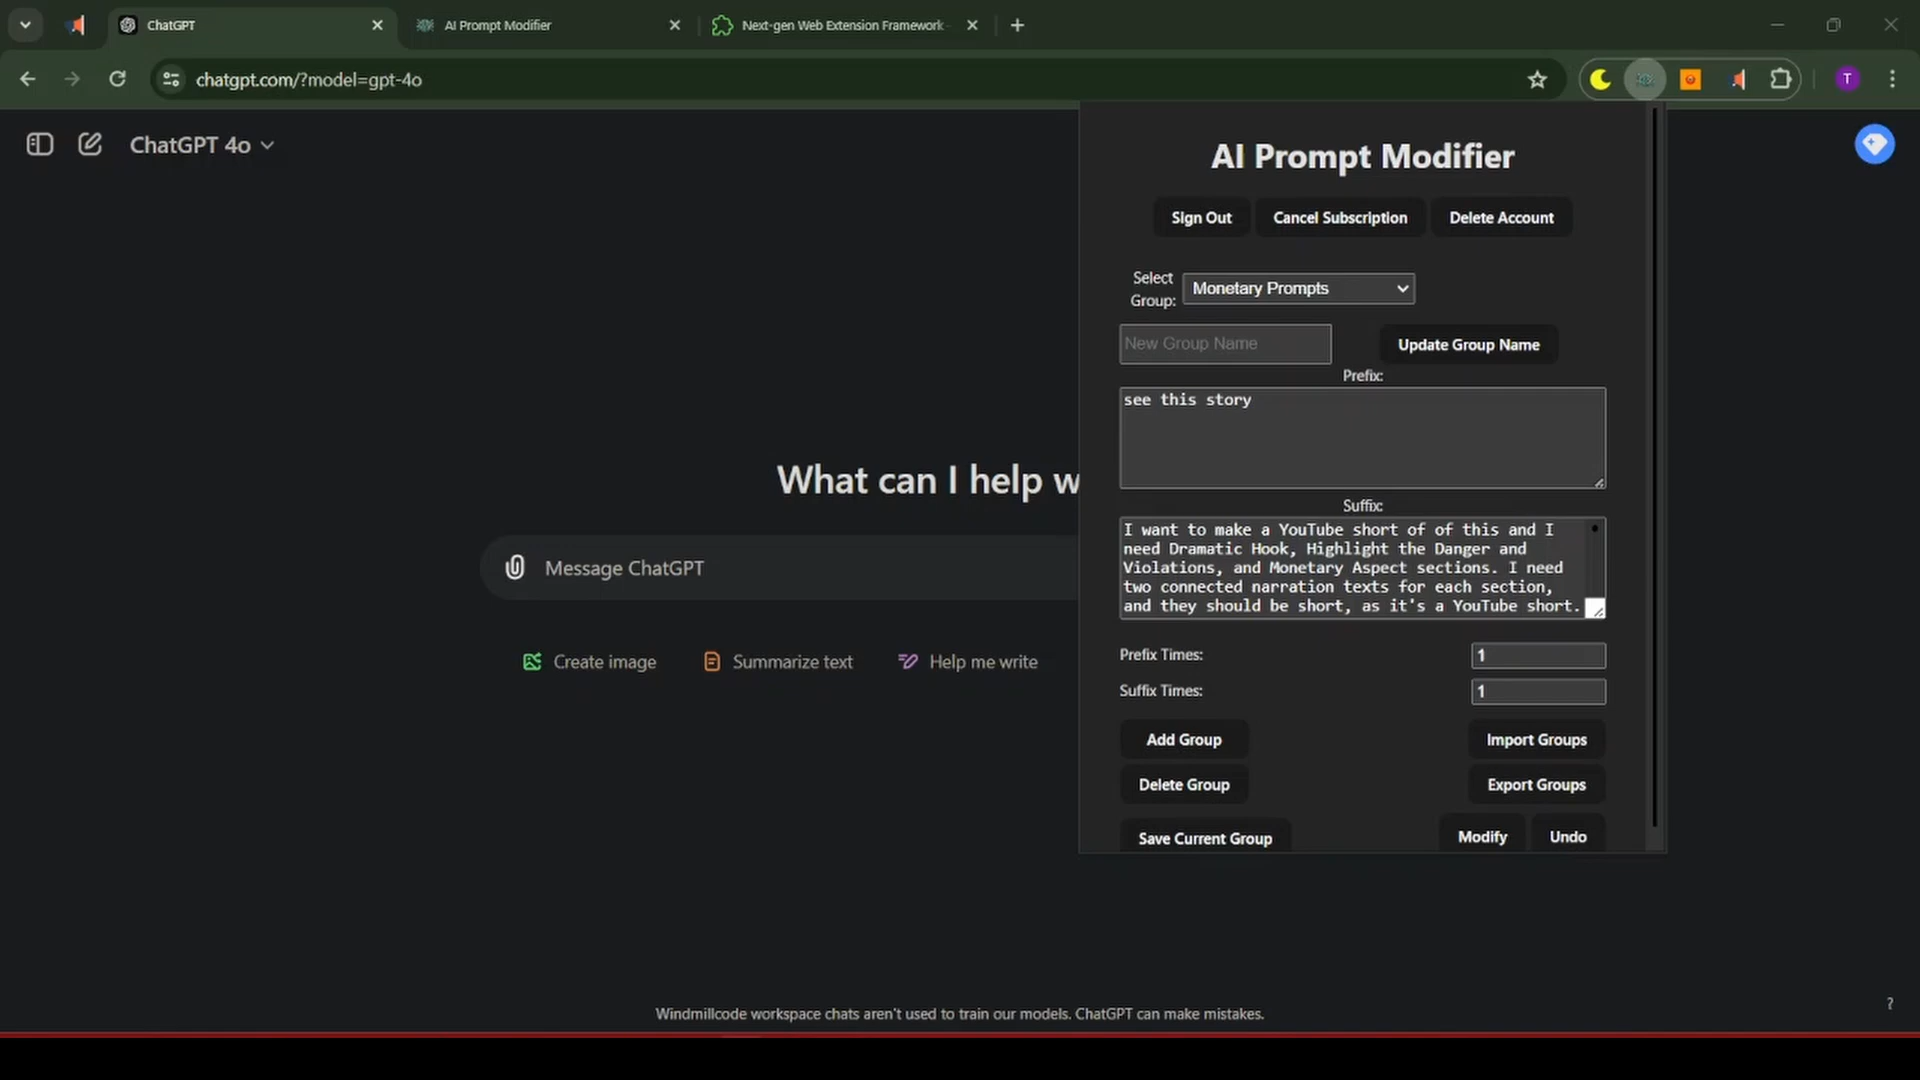 ChatGPT
AI Prompt Modifier
Next-gen Web Extension Framework
chatgpt.com/?model=gpt-4o
T
ChatGPT 4o
What can I help w
Message ChatGPT
Create image
Summarize text
Help me write
AI Prompt Modifier
Sign Out
Cancel Subscription
Delete Account
Select
Group:
Monetary Prompts
New Group Name
Update Group Name
Prefix:
see this story
Suffix:
I want to make a YouTube short of of this and I
need Dramatic Hook, Highlight the Danger and
Violations, and Monetary Aspect sections. I need
two connected narration texts for each section,
and they should be short, as it's a YouTube short.
Prefix Times:
1
Suffix Times:
1
Add Group
Import Groups
Delete Group
Export Groups
Save Current Group
Modify
Undo
Windmillcode workspace chats aren't used to train our models. ChatGPT can make mistakes.
?